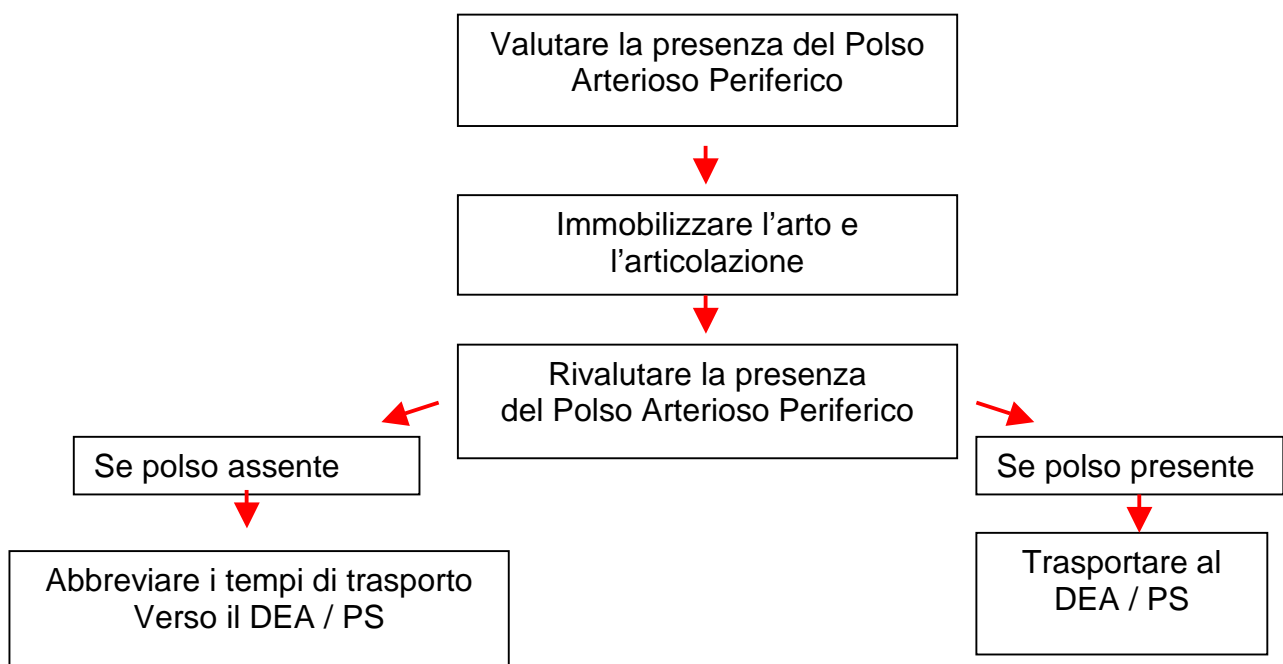 Valutare la presenza del Polso
Arterioso Periferico
Immobilizzare l’arto e
l’articolazione
Rivalutare la presenza
del Polso Arterioso Periferico
Se polso assente
Se polso presente
Abbreviare i tempi di trasporto
Verso il DEA / PS
Trasportare al
DEA / PS